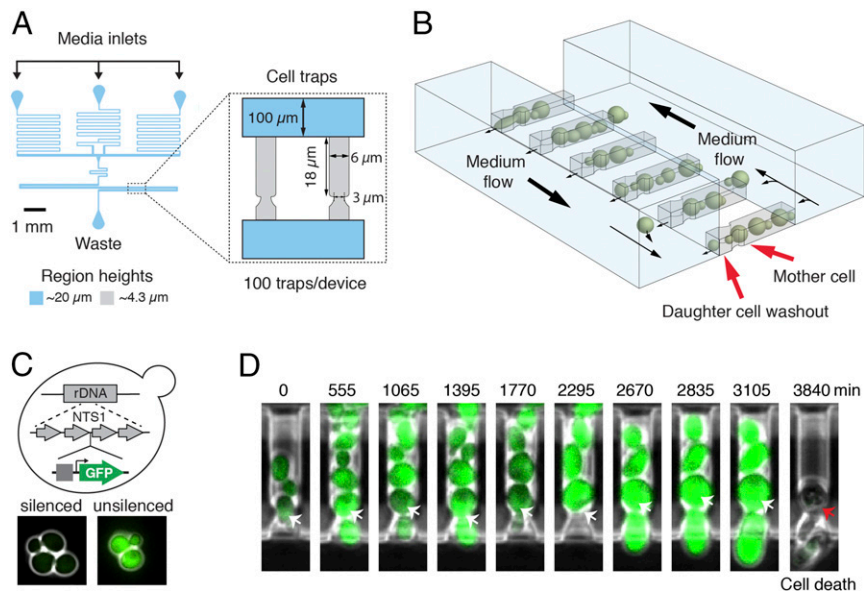 A
Media inlets
1 mm
Waste
Region heights
~20 µm
~4.3 µm
Cell traps
100 µm
18 µm
6 µm
3 µm
100 traps/device
B
Medium
flow
Medium
flow
Mother cell
Daughter cell washout
C
rDNA
NTS1
GFP
silenced
unsilenced
D
0 555 1065 1395 1770 2295 2670 2835 3105 3840 min
Cell death